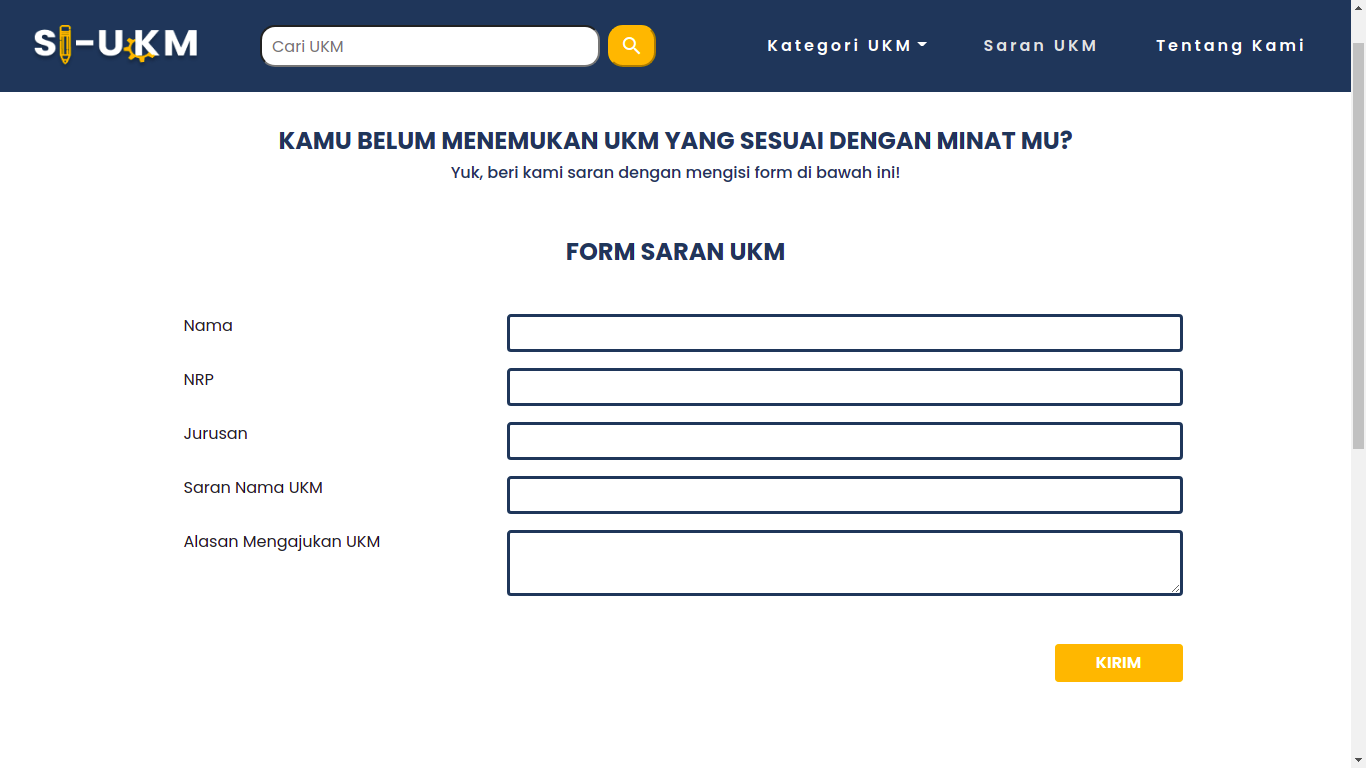 Si-UKM
Cari UKM
Kategori UKM
Saran UKM
Tentang Kami
KAMU BELUM MENEMUKAN UKM YANG SESUAI DENGAN MINAT MU?
Yuk, beri kami saran dengan mengisi form di bawah ini!
FORM SARAN UKM
Nama
NRP
Jurusan
Saran Nama UKM
Alasan Mengajukan UKM
KIRIM